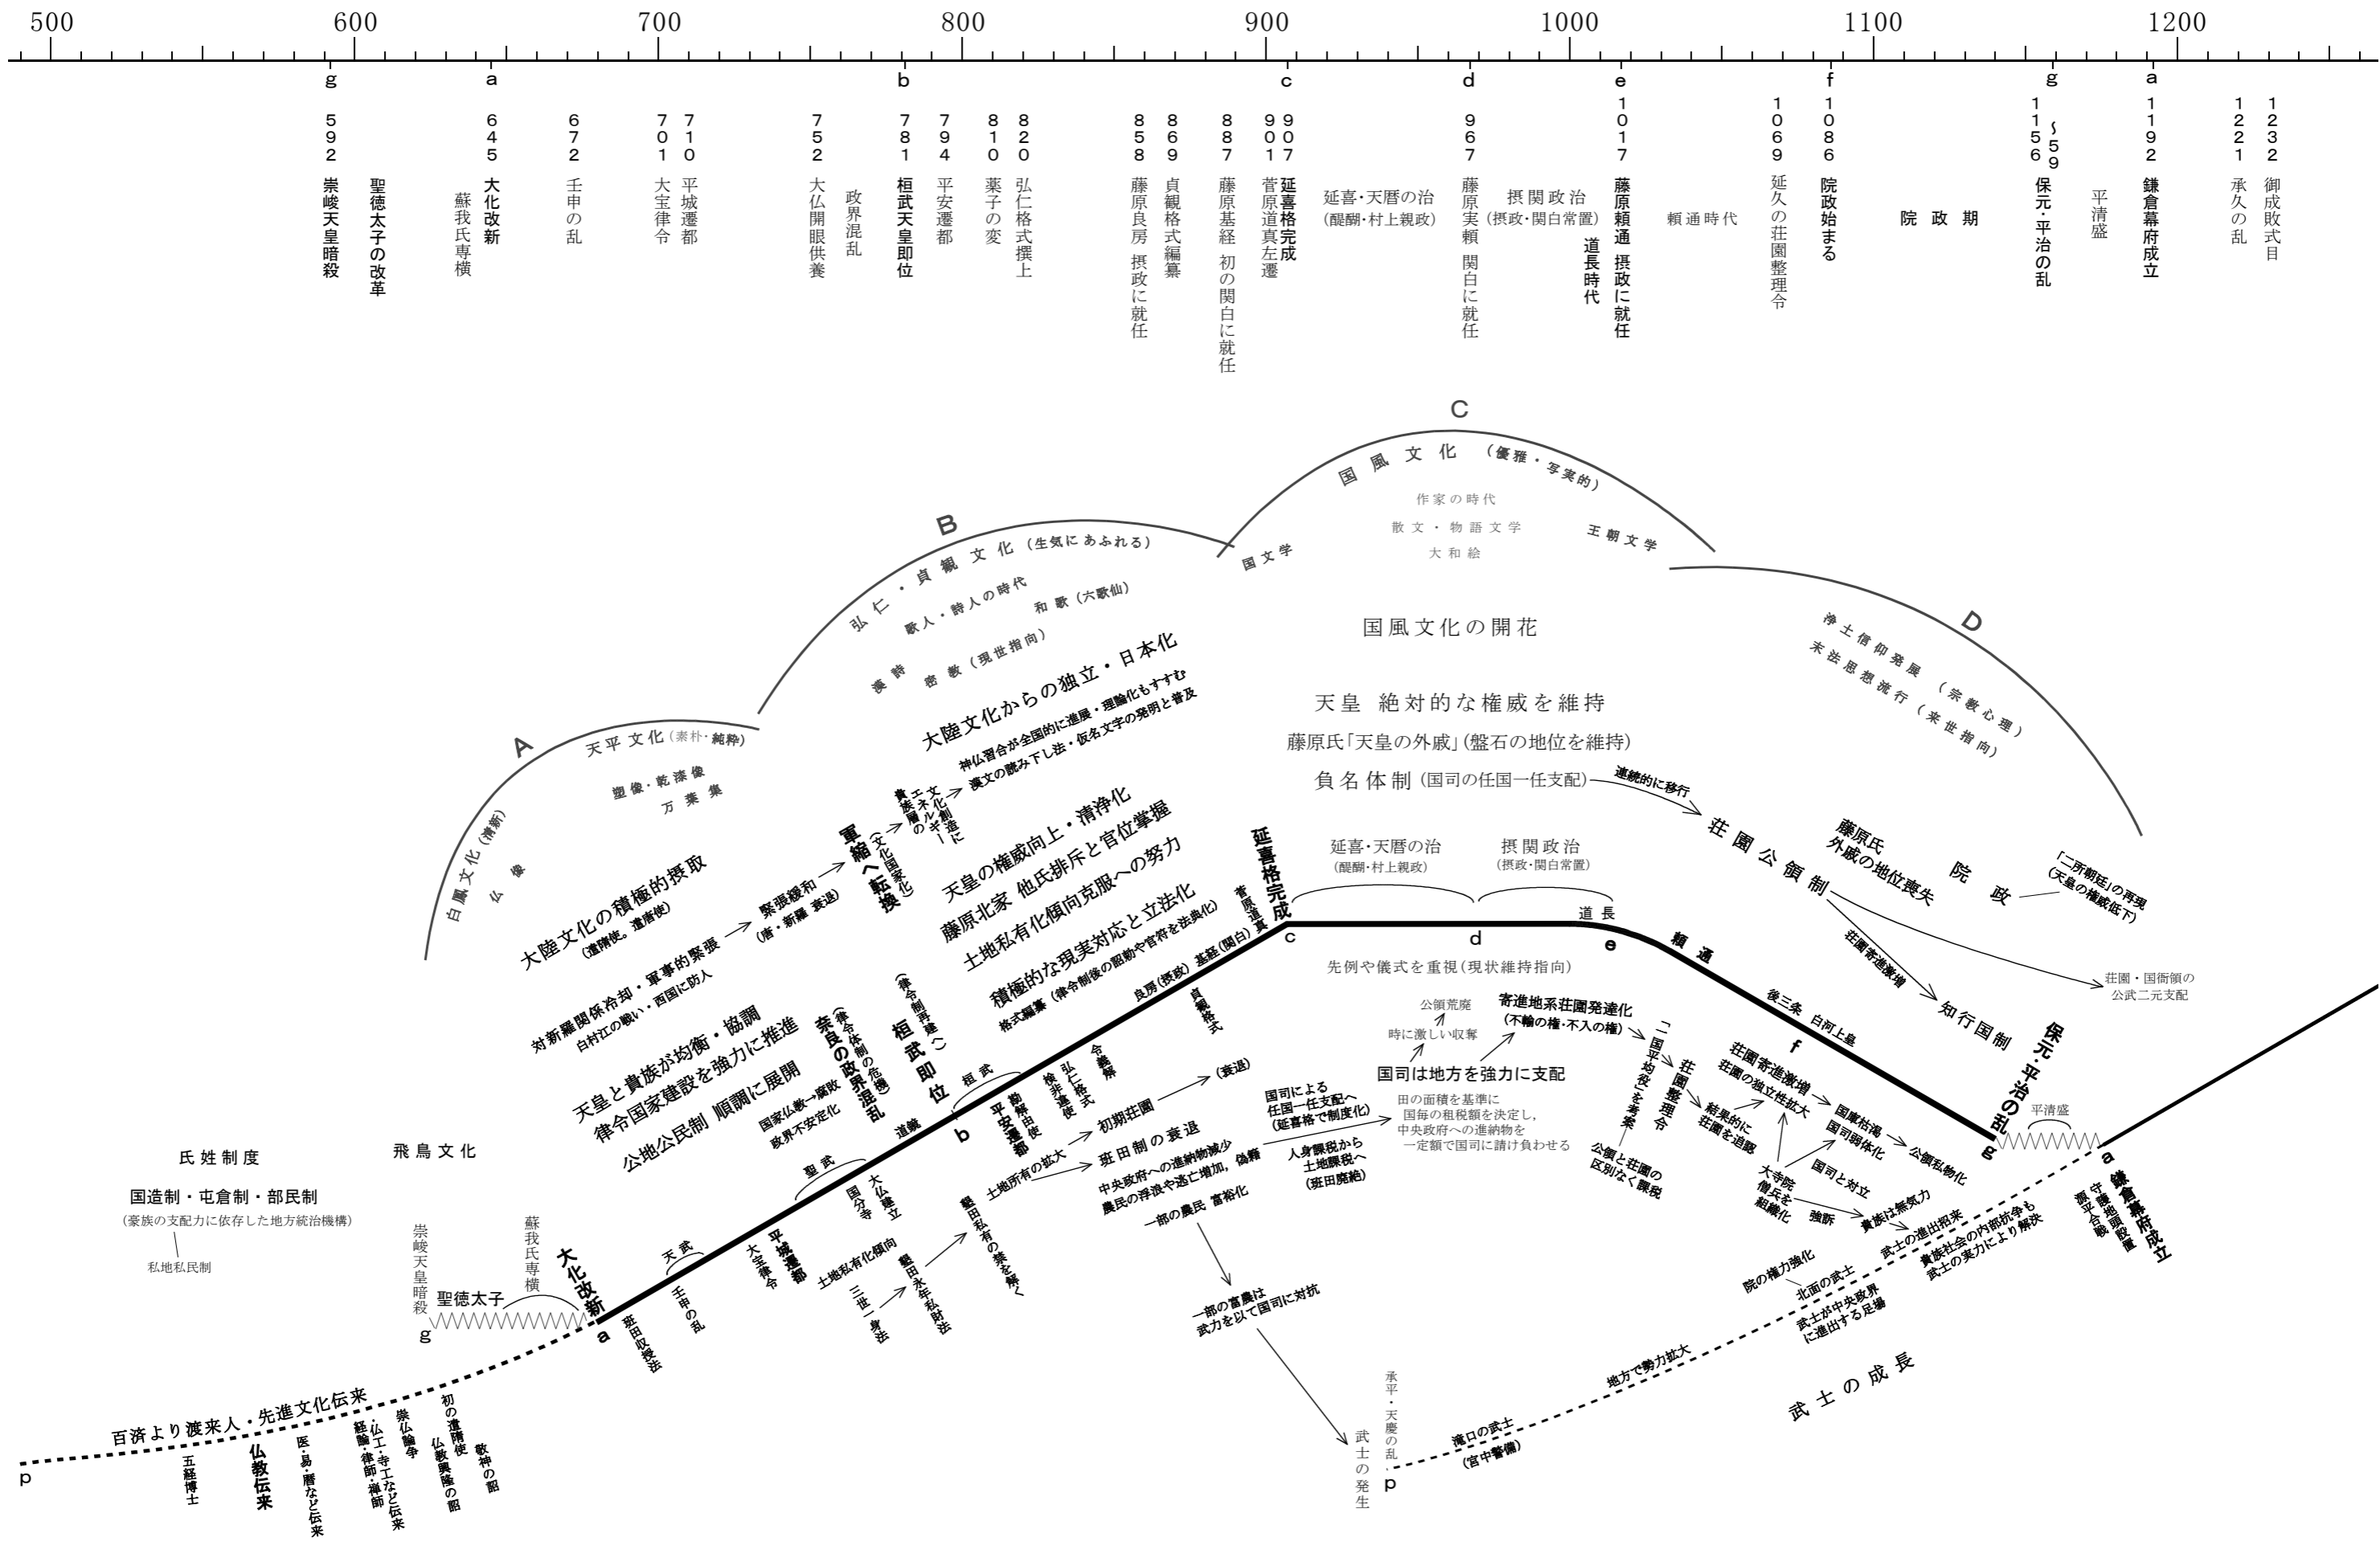 500
600
700
800
900
1000
1100
1200
g
a
b
c
d
e
f
g
a
592 崇峻天皇暗殺
聖徳太子の改革
蘇我氏専横
645 大化改新
672 壬申の乱
701 大宝律令
710 平城遷都
752 大仏開眼供養
政界混乱
781 桓武天皇即位
794 平安遷都
810 薬子の変
820 弘仁格式撰上
858 藤原良房 摂政に就任
869 貞観格式編纂
887 藤原基経 初の関白に就任
901 菅原道真左遷
907 延喜格完成
延喜・天暦の治
(醍醐・村上親政)
967 藤原実頼 関白に就任
摂関政治
(摂政・関白常置)
道長時代
1017 藤原頼通 摂政に就任
頼通時代
1069 延久の荘園整理令
1086 院政始まる
院政期
1156~59 保元・平治の乱
平清盛
1192 鎌倉幕府成立
1221 承久の乱
1232 御成敗式目
A
白鳳文化(清新)
仏像
天平文化(素朴・純粋)
塑像・乾漆像
万葉集
B
弘仁・貞観文化(生気にあふれる)
歌人・詩人の時代
和歌(六歌仙)
漢詩
密教(現世指向)
C
国風文化(優雅・写実的)
作家の時代
散文・物語文学
大和絵
国文学
王朝文学
D
浄土信仰発展(宗教心理)
末法思想流行(来世指向)
大陸文化の積極的摂取
(遣隋使。遣唐使)
対新羅関係冷却・軍事的緊張
白村江の戦い・西国に防人
緊張緩和
(唐・新羅 衰退)
軍縮へ転換
(文化国家化)
貴族層の
エネルギー
文化創造に
大陸文化からの独立・日本化
神仏習合が全国的に進展・理論化もすすむ
漢文の読み下し法・仮名文字の発明と普及
天皇と貴族が均衡・協調
律令国家建設を強力に推進
公地公民制 順調に展開
国家仏教→腐敗
政界不安定化
奈良の政界混乱
(律令体制の危機)
桓武即位
(律令制再建へ)
天皇の権威向上・清浄化
藤原北家 他氏排斥と官位掌握
土地私有化傾向克服への努力
積極的な現実対応と立法化
格式編纂(律令制後の詔勅や官符を法典化)
国風文化の開花
天皇 絶対的な権威を維持
藤原氏「天皇の外戚」(盤石の地位を維持)
負名体制(国司の任国一任支配)
連続的に移行
荘園公領制
藤原氏
外戚の地位喪失
院政
「二所朝廷」の再現
(天皇の権威低下)
荘園寄進激増
知行国制
荘園・国衙領の
公武二元支配
延喜格完成
菅原道真
良房(摂政) 基経(関白)
貞観格式
延喜・天暦の治
(醍醐・村上親政)
摂関政治
(摂政・関白常置)
道長
c
d
e
頼通
後三条 白河上皇
f
先例や儀式を重視(現状維持指向)
公領荒廃
時に激しい収奪
寄進地系荘園発達化
(不輸の権・不入の権)
国司は地方を強力に支配
田の面積を基準に
国毎の租税額を決定し,
中央政府への進納物を
一定額で国司に請け負わせる
国司による
任国一任支配へ
(延喜格で制度化)
人身課税から
土地課税へ
(班田廃絶)
「一国平均役」を考案
公領と荘園の
区別なく課税
荘園整理令
結果的に
荘園を追認
荘園寄進激増
荘園の独立性拡大
国庫枯渇
国司弱体化
公領私物化
大寺院
僧兵を
組織化
国司と対立
強訴
貴族は無気力
武士の進出招来
貴族社会の内部抗争も
武士の実力により解決
院の権力強化
北面の武士
武士が中央政界
に進出する足場
武士の成長
保元・平治の乱
g
平清盛
a
鎌倉幕府成立
守護地頭設置
源平合戦
氏姓制度
国造制・屯倉制・部民制
(豪族の支配力に依存した地方統治機構)
私地私民制
飛鳥文化
崇峻天皇暗殺
聖徳太子
g
蘇我氏専横
大化改新
a
班田収授法
天武
壬申の乱
大宝律令
平城遷都
聖武
国分寺
大仏建立
道鏡
b
桓武
平安遷都
勘解由使
検非違使
弘仁格式
令義解
土地私有化傾向
三世一身法
墾田永年私財法
墾田私有の禁を解く
土地所有の拡大
初期荘園
(衰退)
班田制の衰退
中央政府への進納物減少
農民の浮浪や逃亡増加,偽籍
一部の農民 富裕化
一部の富農は
武力を以て国司に対抗
武士の発生
承平・天慶の乱
p
滝口の武士
(宮中警備)
地方で勢力拡大
p
百済より渡来人・先進文化伝来
五経博士
仏教伝来
医・易・暦など伝来
経論・律師・禅師
・仏工・寺工など伝来
崇仏論争
初の遣隋使
仏教興隆の詔
敬神の詔